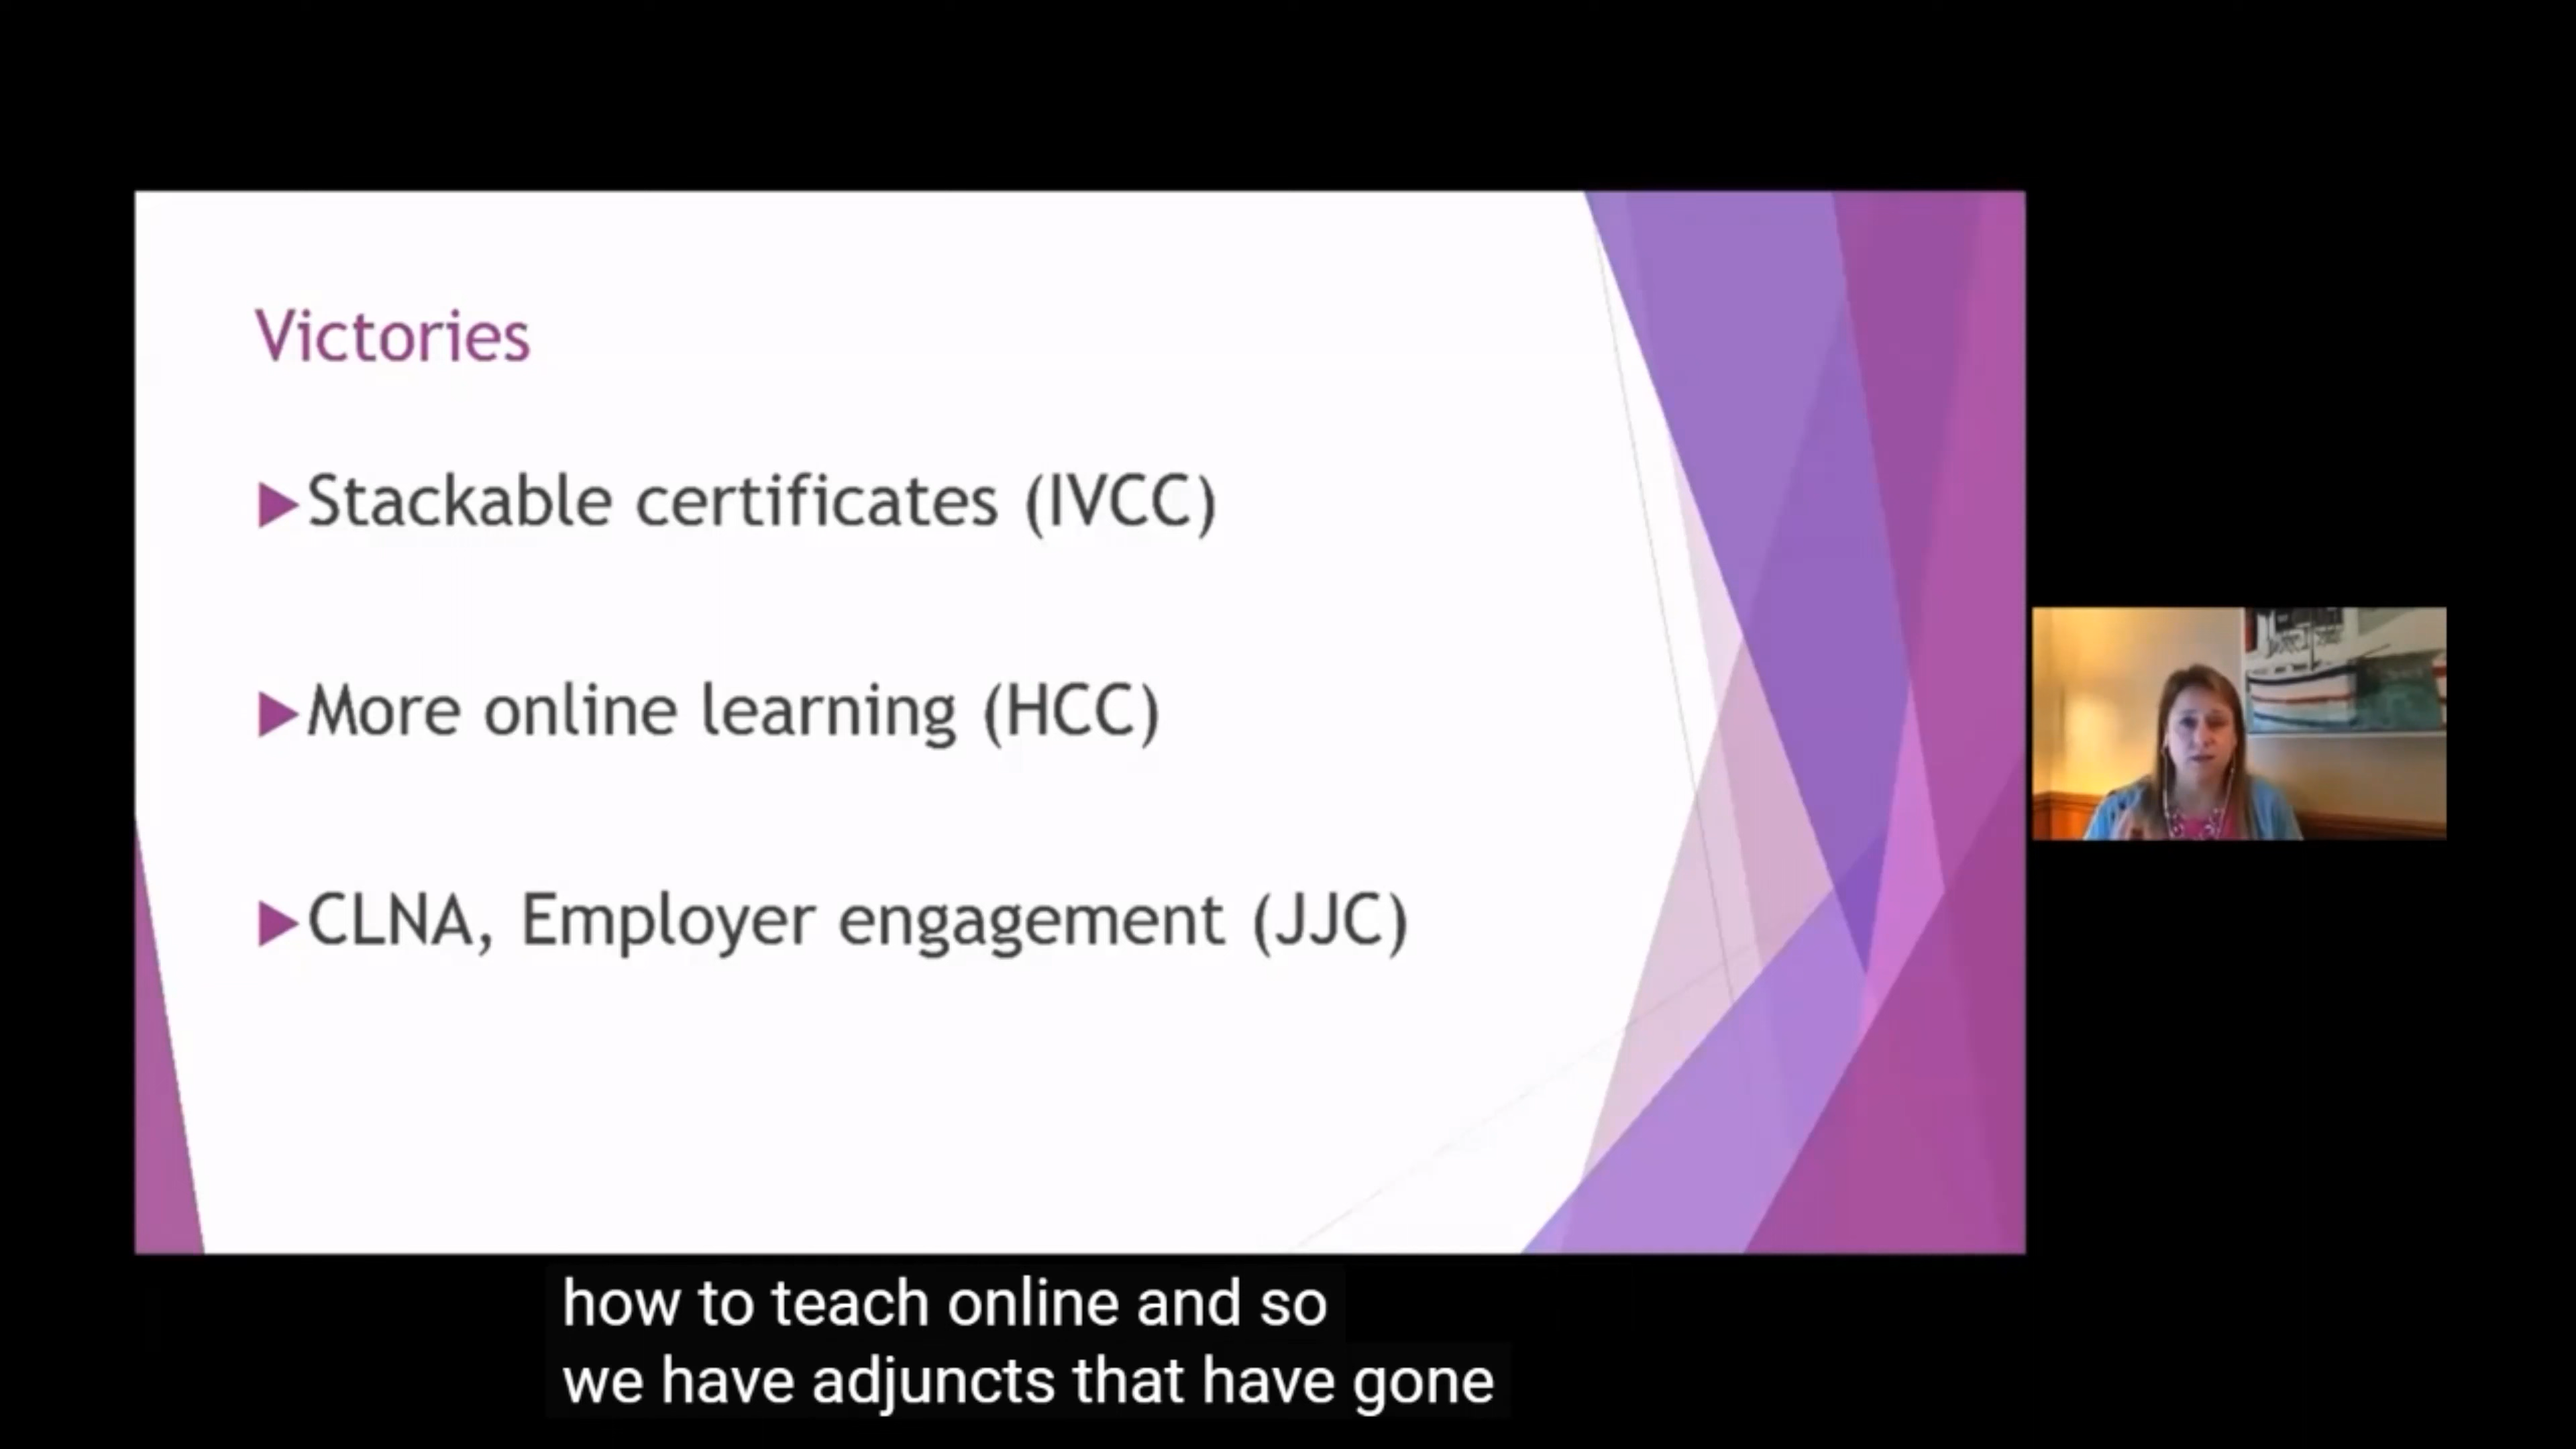 Victories
Stackable certificates (IVCC)
More online learning (HCC)
CLNA, Employer engagement (JJC)
how to teach online and so
we have adjuncts that have gone